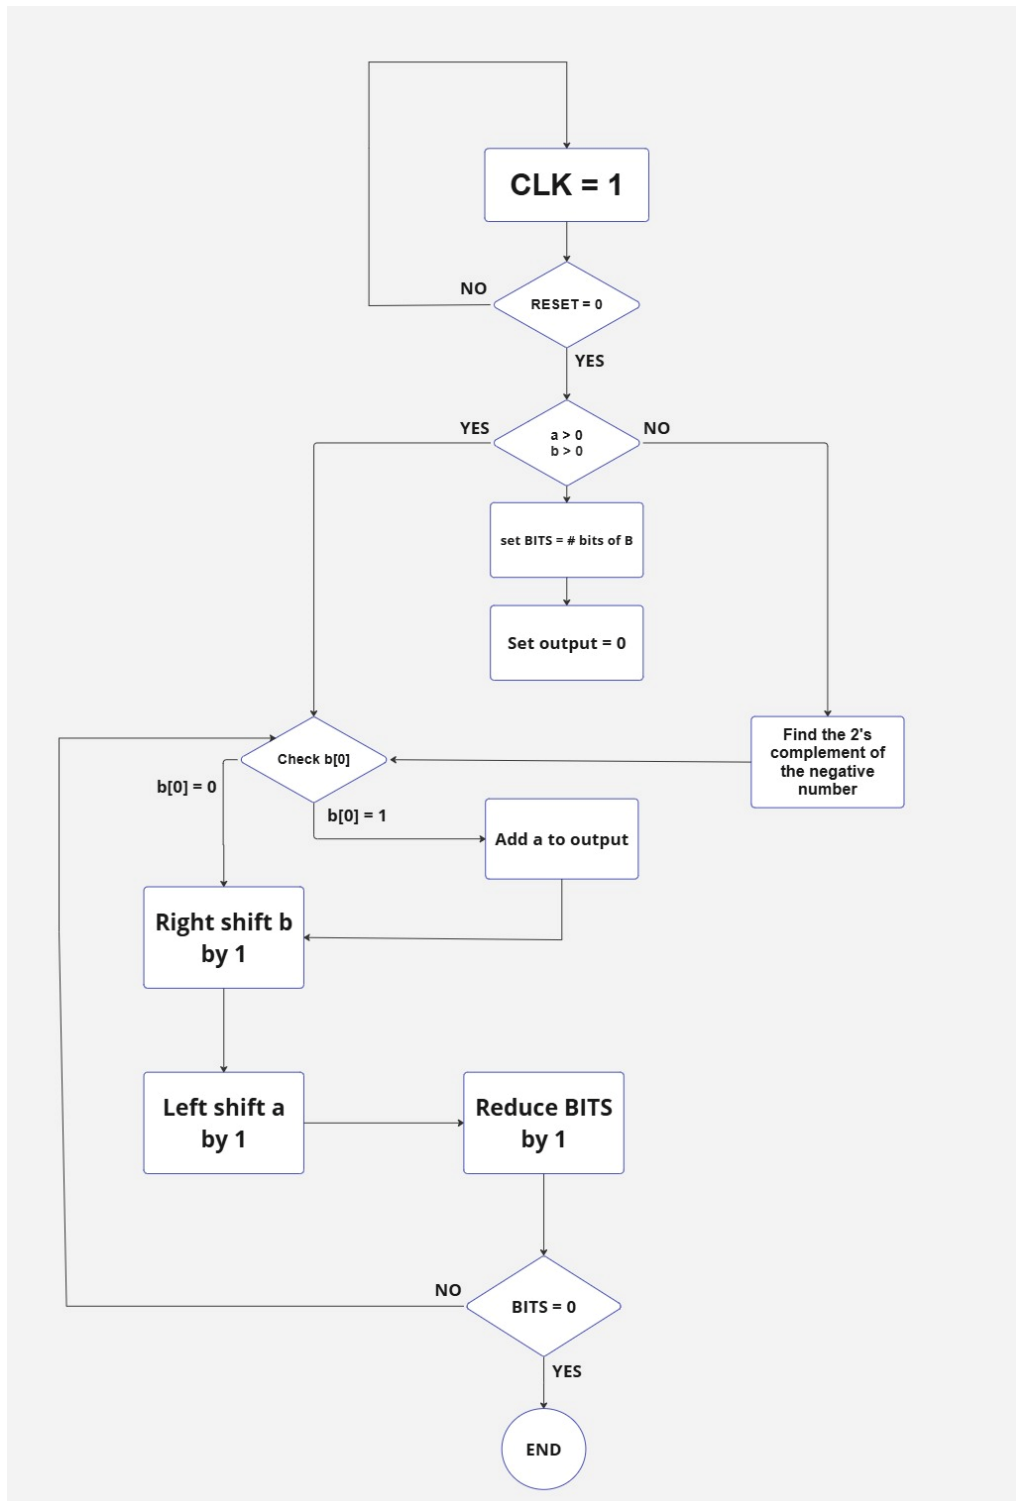 CLK = 1
NO
RESET = 0
YES
YES
a > 0
b > 0
NO
set BITS = # bits of B
Set output = 0
Check b[0]
Find the 2's
complement of
the negative
number
b[0] = 0
b[0] = 1
Add a to output
Right shift b
by 1
Left shift a
by 1
Reduce BITS
by 1
NO
BITS = 0
YES
END